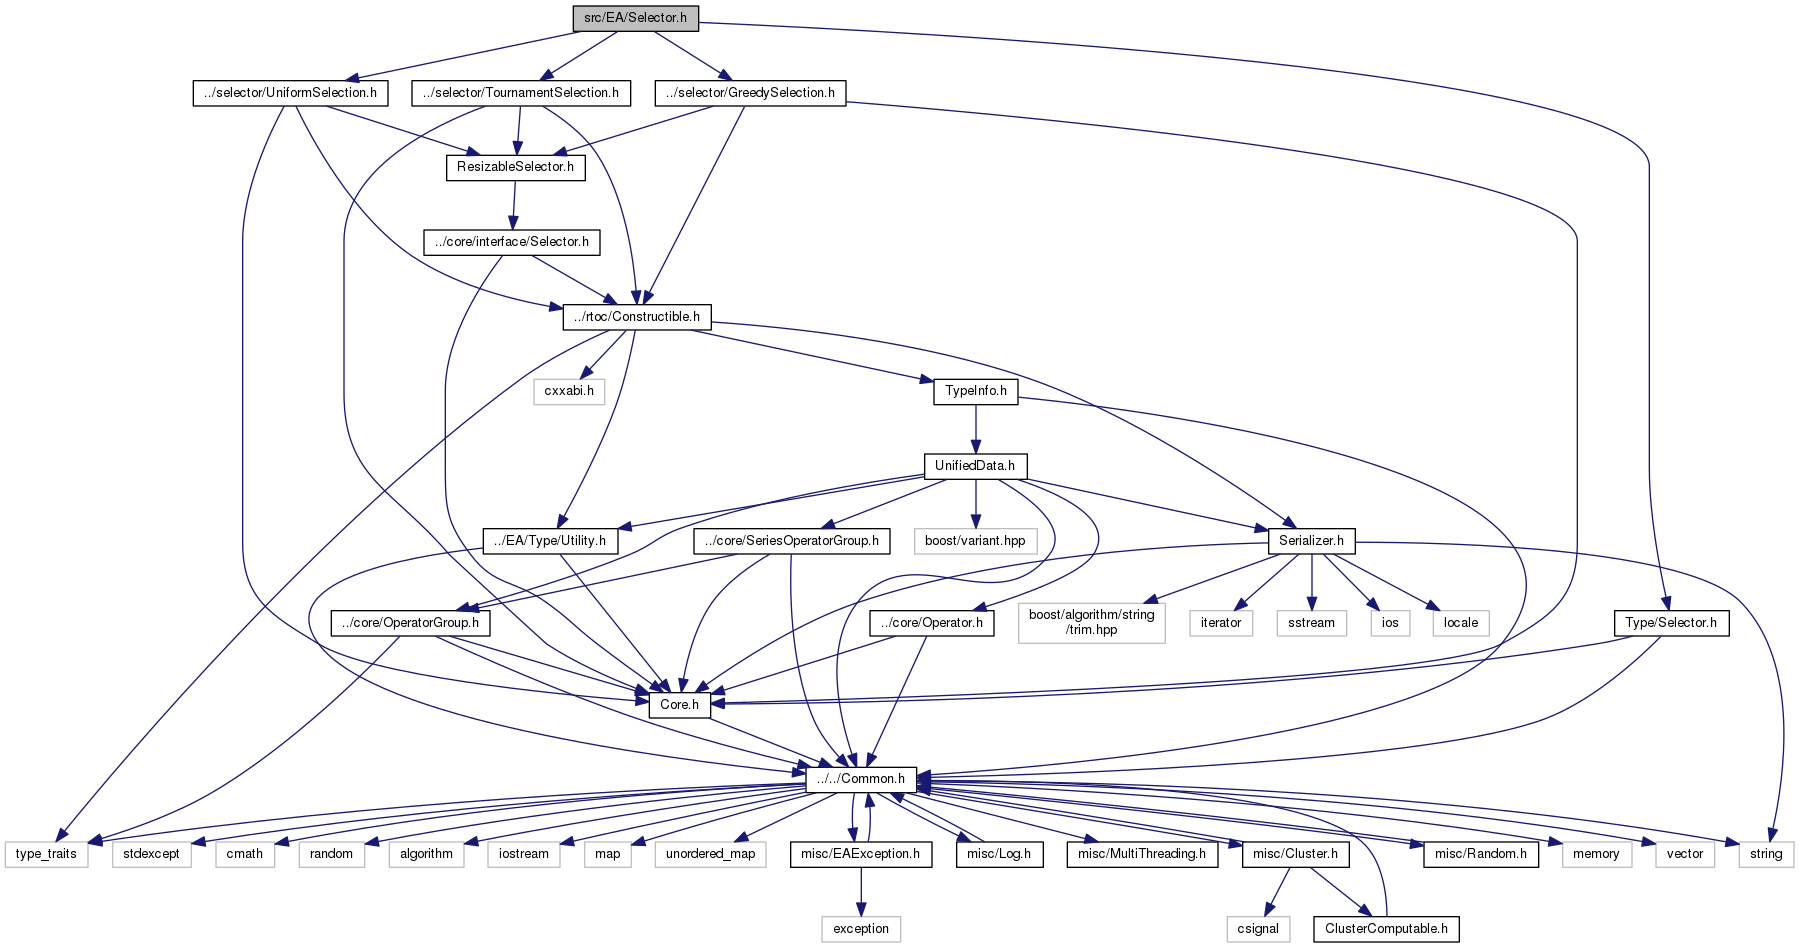 src/EA/Selector.h
../selector/UniformSelection.h
../selector/TournamentSelection.h
../selector/GreedySelection.h
ResizableSelector.h
../core/interface/Selector.h
../rtoc/Constructible.h
cxxabi.h
TypeInfo.h
UnifiedData.h
../EA/Type/Utility.h
../core/SeriesOperatorGroup.h
boost/variant.hpp
Serializer.h
../core/OperatorGroup.h
../core/Operator.h
boost/algorithm/string
/trim.hpp
iterator
sstream
ios
locale
Type/Selector.h
Core.h
../../Common.h
type_traits
stdexcept
cmath
random
algorithm
iostream
map
unordered_map
misc/EAException.h
misc/Log.h
misc/MultiThreading.h
misc/Cluster.h
misc/Random.h
memory
vector
string
exception
csignal
ClusterComputable.h